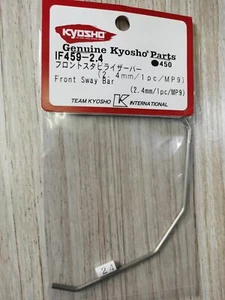 KYOSHO
Genuine Kyosho Parts
IF459-2.4
●450
フロントスタビライザーバー
(2.4mm/1pc/MP9)
Front Sway Bar
(2.4mm/1pc/MP9)
TEAM KYOSHO K INTERNATIONAL
2.4